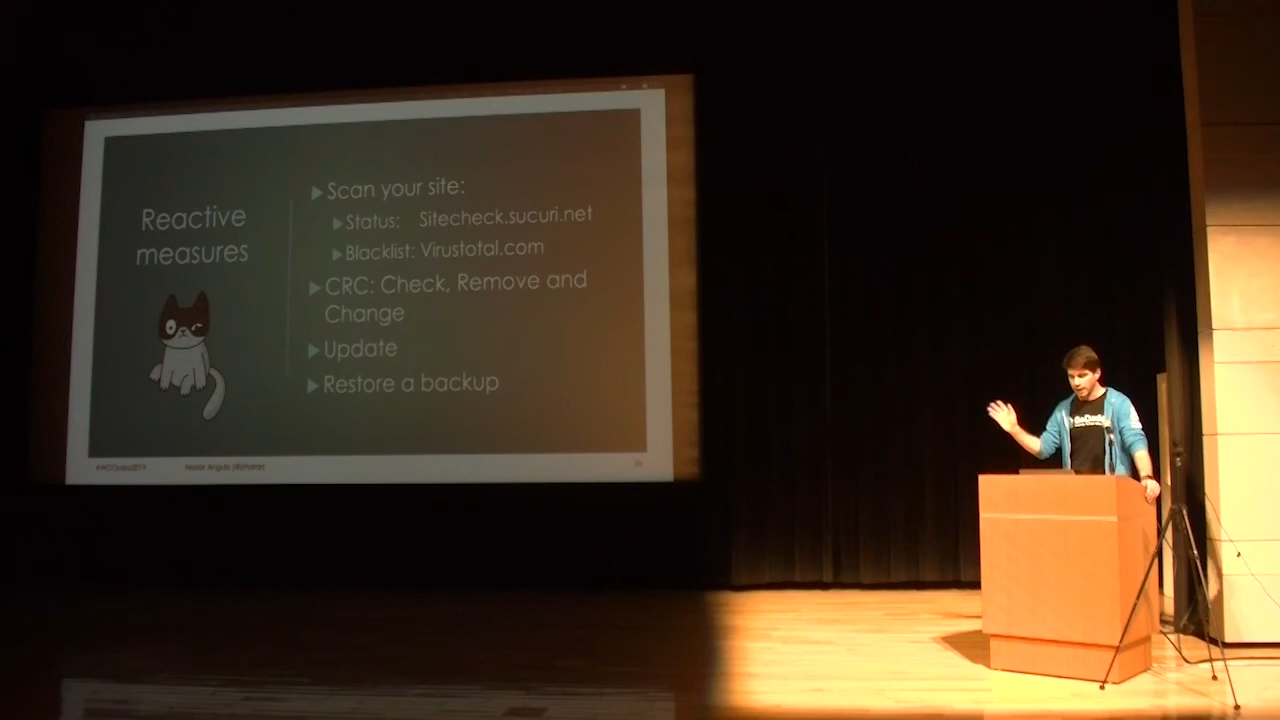 Reactive
measures
Scan your site:
Status: Sitecheck.sucuri.net
Blacklist: Virustotal.com
CRC: Check, Remove and
Change
Update
Restore a backup